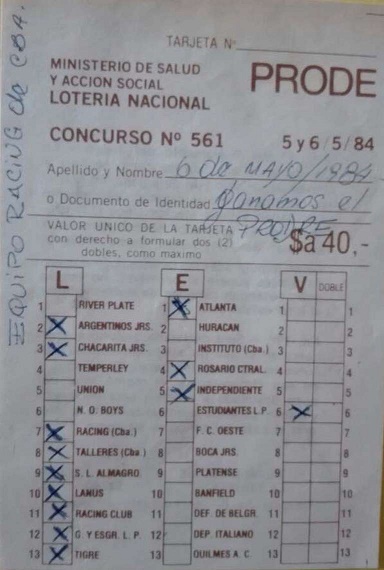 TARJETA Nº
MINISTERIO DE SALUD
Y ACCION SOCIAL
LOTERIA NACIONAL
PRODE
CONCURSO Nº 561
5 y 6/5/84
Apellido y Nombre 6 de MAYO/1984
o Documento de Identidad Ganamos el
PRODRE
VALOR UNICO DE LA TARJETA
con derecho a formular dos (2)
dobles, como maximo
$a 40,-
EQUIPO RACING de CBA.
L E V DOBLE
1 RIVER PLATE 1 X ATLANTA 1 1
2 X ARGENTINOS JRS. 2 HURACAN 2 2
3 X CHACARITA JRS. 3 INSTITUTO (Cba.) 3 3
4 TEMPERLEY 4 X ROSARIO CTRAL. 4 4
5 UNION 5 X INDEPENDIENTE 5 5
6 N. O. BOYS 6 ESTUDIANTES L.P. 6 X 6
7 X RACING (Cba.) 7 F. C. OESTE 7 7
8 X TALLERES (Cba.) 8 BOCA JRS. 8 8
9 X S. L. ALMAGRO 9 PLATENSE 9 9
10 X LANUS 10 BANFIELD 10 10
11 X RACING CLUB 11 DEF. DE BELGR. 11 11
12 X G. Y ESGR. L. P. 12 DEP. ITALIANO 12 12
13 X TIGRE 13 QUILMES A. C. 13 13